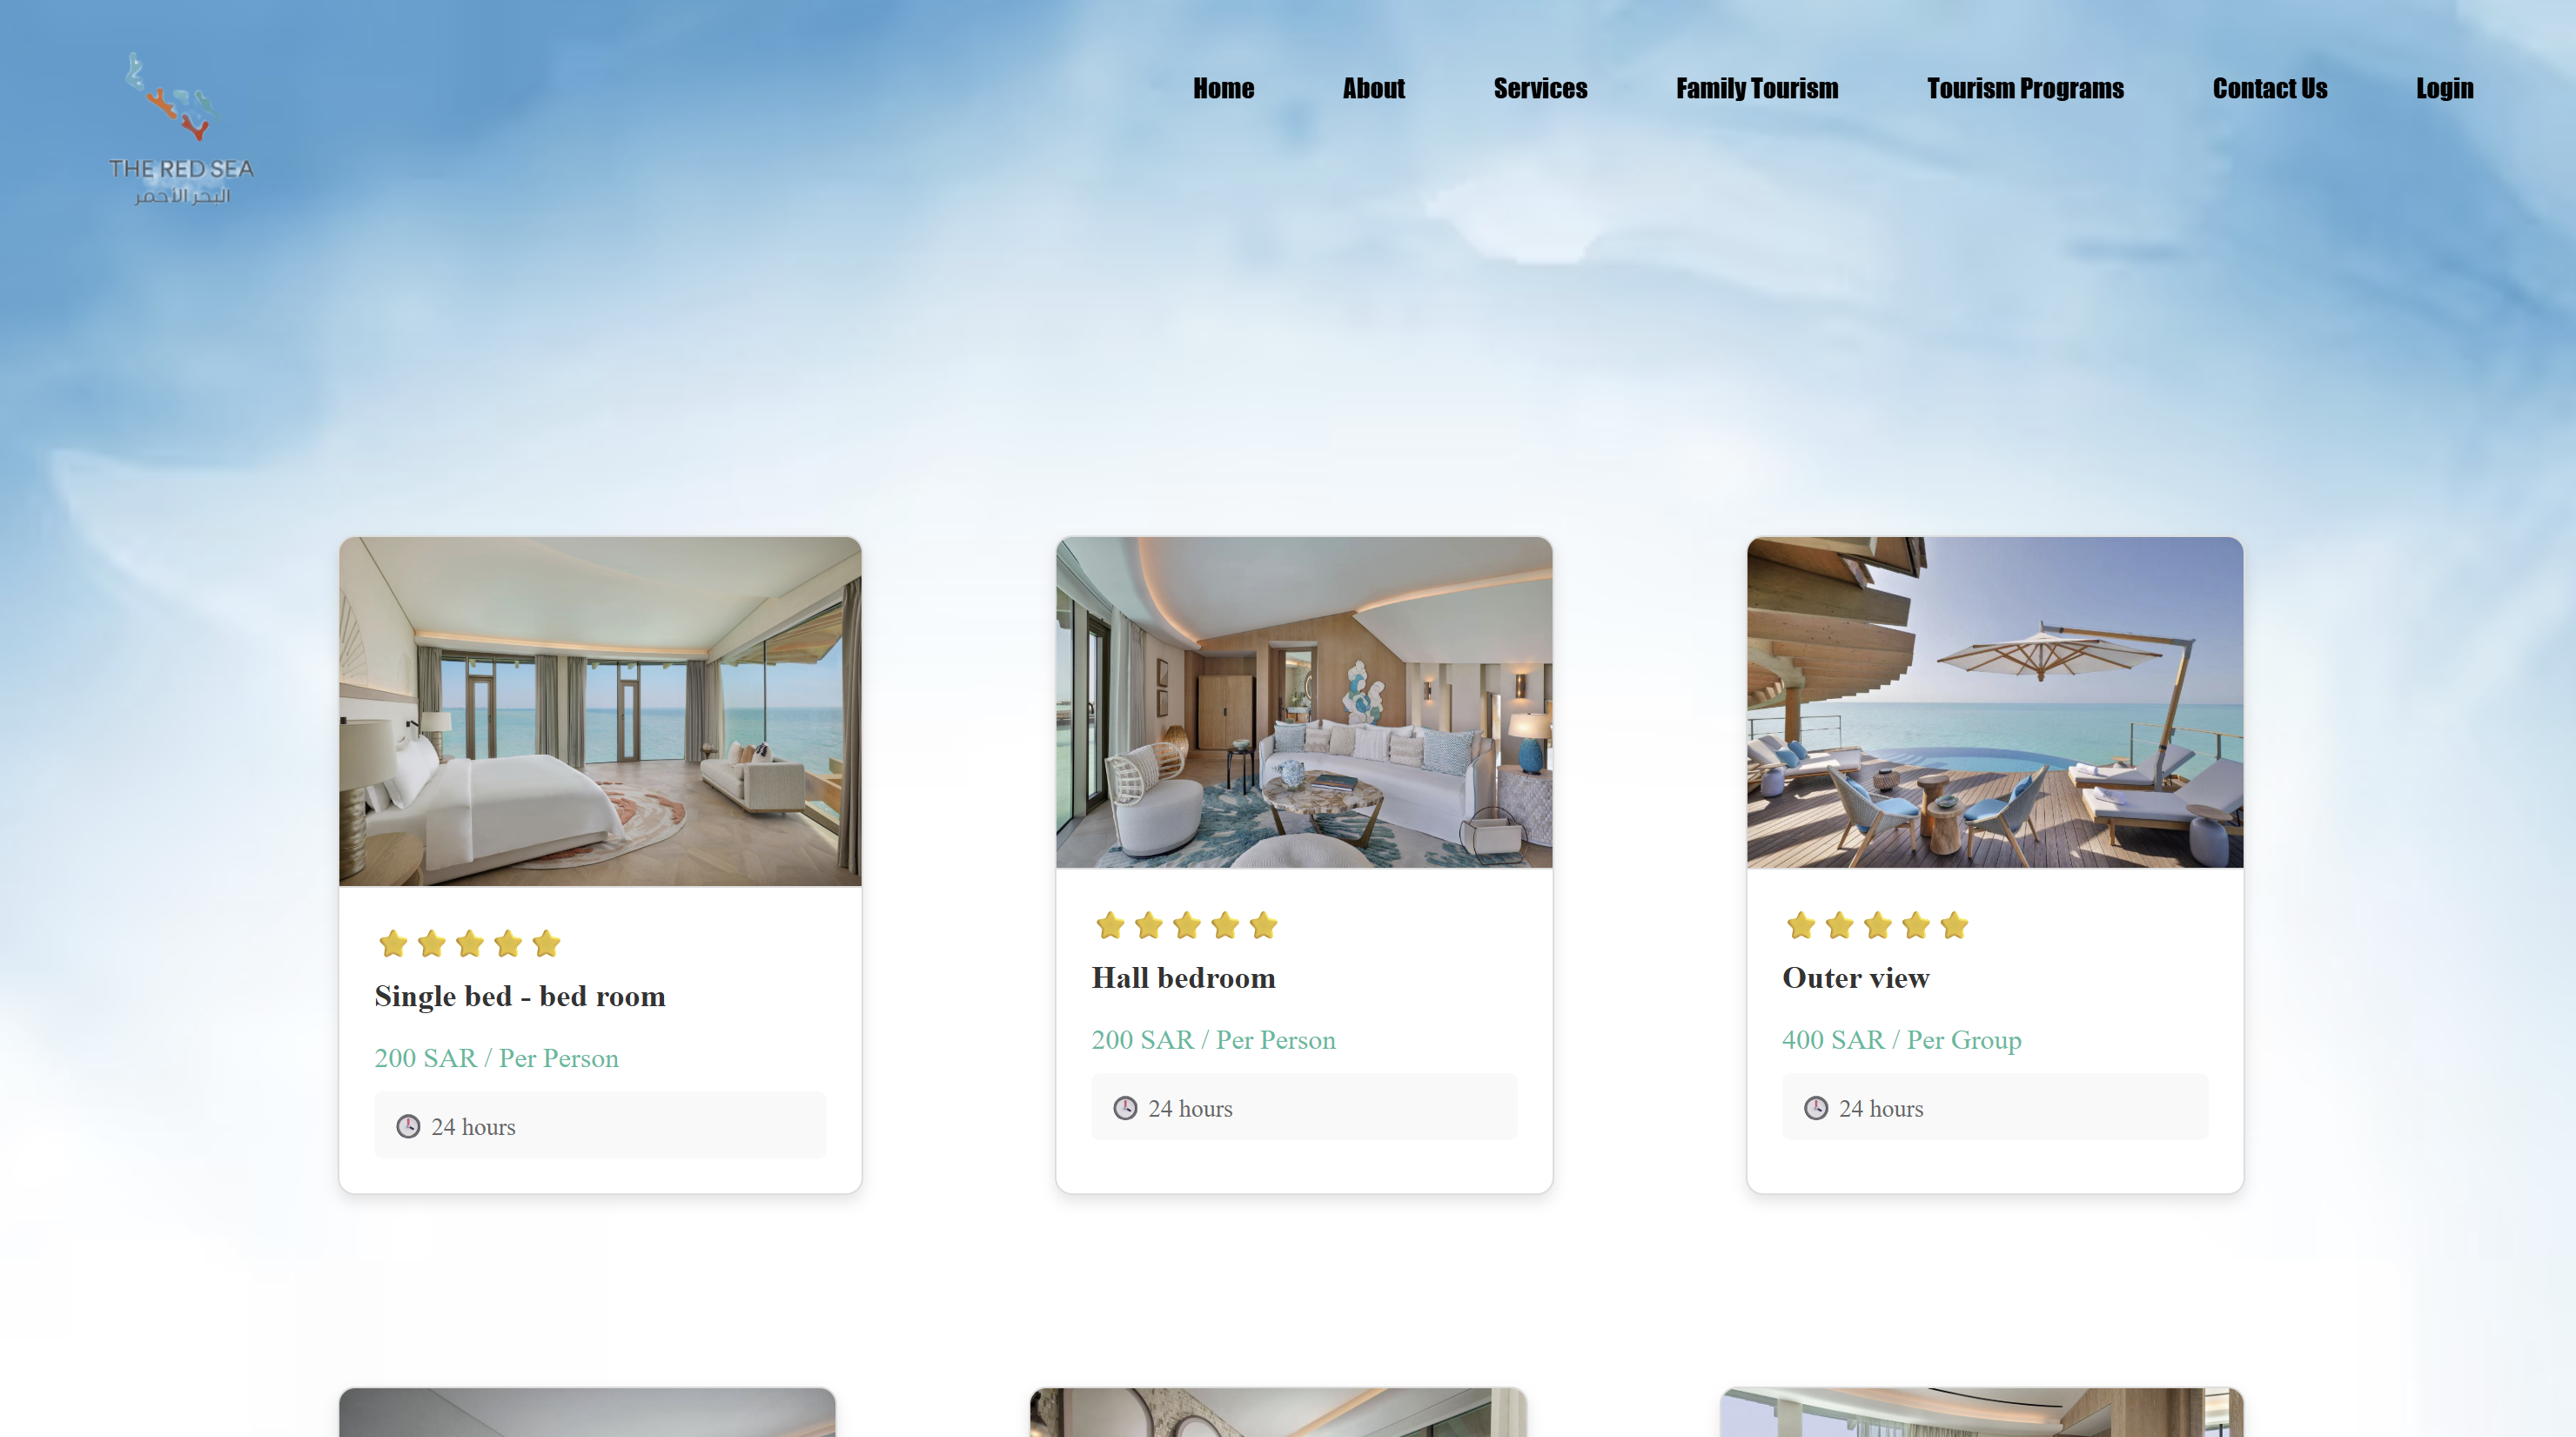 THE RED SEA
البحر الأحمر
Home About Services Family Tourism Tourism Programs Contact Us Login
Single bed - bed room
200 SAR / Per Person
24 hours
Hall bedroom
200 SAR / Per Person
24 hours
Outer view
400 SAR / Per Group
24 hours